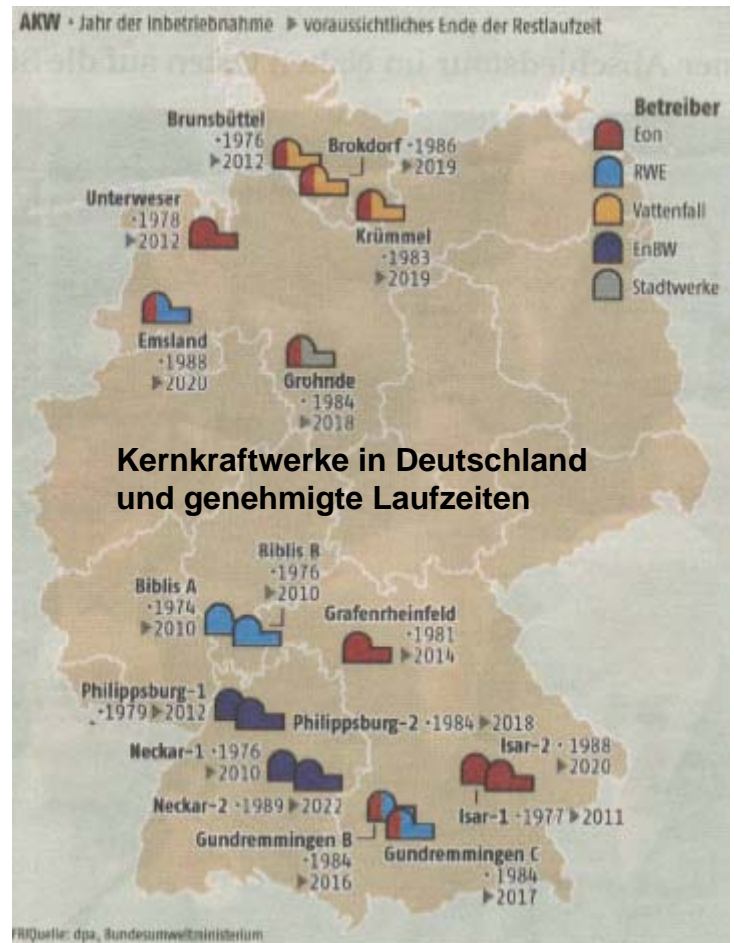 AKW • Jahr der Inbetriebnahme ▶ voraussichtliches Ende der Restlaufzeit
Betreiber
Eon
RWE
Vattenfall
EnBW
Stadtwerke
Brunsbüttel
•1976
▶2012
Brokdorf •1986
▶2019
Unterweser
•1978
▶2012
Krümmel
•1983
▶2019
Emsland
•1988
▶2020
Grohnde
•1984
▶2018
Kernkraftwerke in Deutschland
und genehmigte Laufzeiten
Biblis B
•1976
▶2010
Biblis A
•1974
▶2010
Grafenrheinfeld
•1981
▶2014
Philippsburg-1
•1979▶2012
Philippsburg-2 •1984▶2018
Neckar-1 •1976
▶2010
Isar-2 •1988
▶2020
Neckar-2 •1989▶2022
Isar-1 •1977▶2011
Gundremmingen B
•1984
▶2016
Gundremmingen C
•1984
▶2017
Quelle: dpa, Bundesumweltministerium